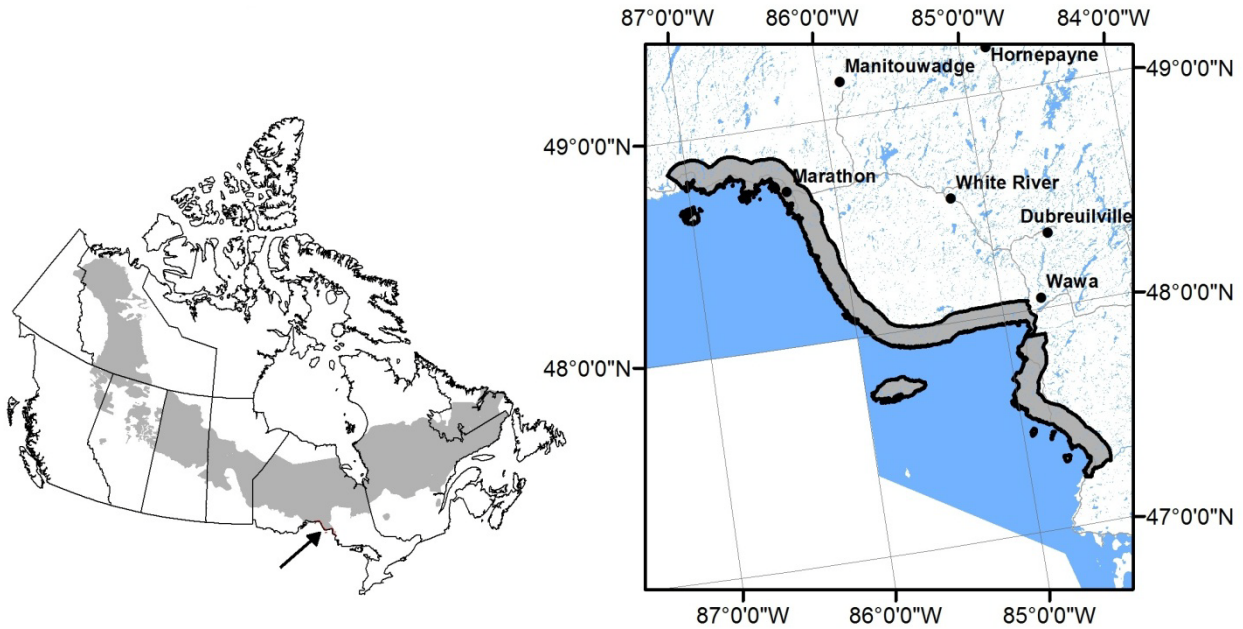 87°0'0"W 86°0'0"W 85°0'0"W 84°0'0"W
Hornepayne
49°0'0"N
Manitouwadge
49°0'0"N
Marathon
White River
Dubreuilville
Wawa
48°0'0"N
48°0'0"N
47°0'0"N
87°0'0"W 86°0'0"W 85°0'0"W